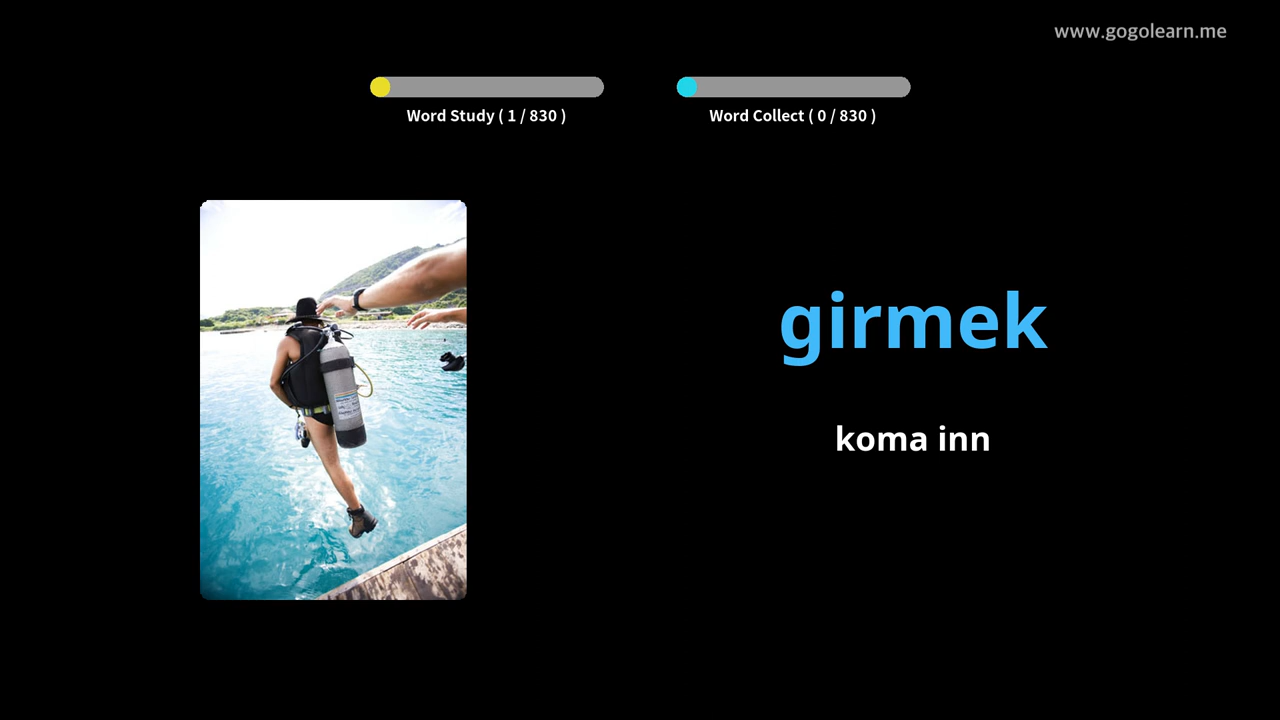 www.gogolearn.me
Word Study ( 1 / 830 )
Word Collect ( 0 / 830 )
girmek
koma inn